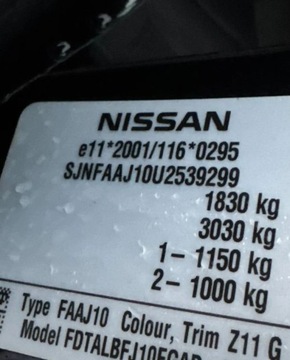 NISSAN
e11*2001/116*0295
SJNFAAJ10U2539299
1830 kg
3030 kg
1- 1150 kg
2- 1000 kg
Type FAAJ10 Colour, Trim Z11 G
Model